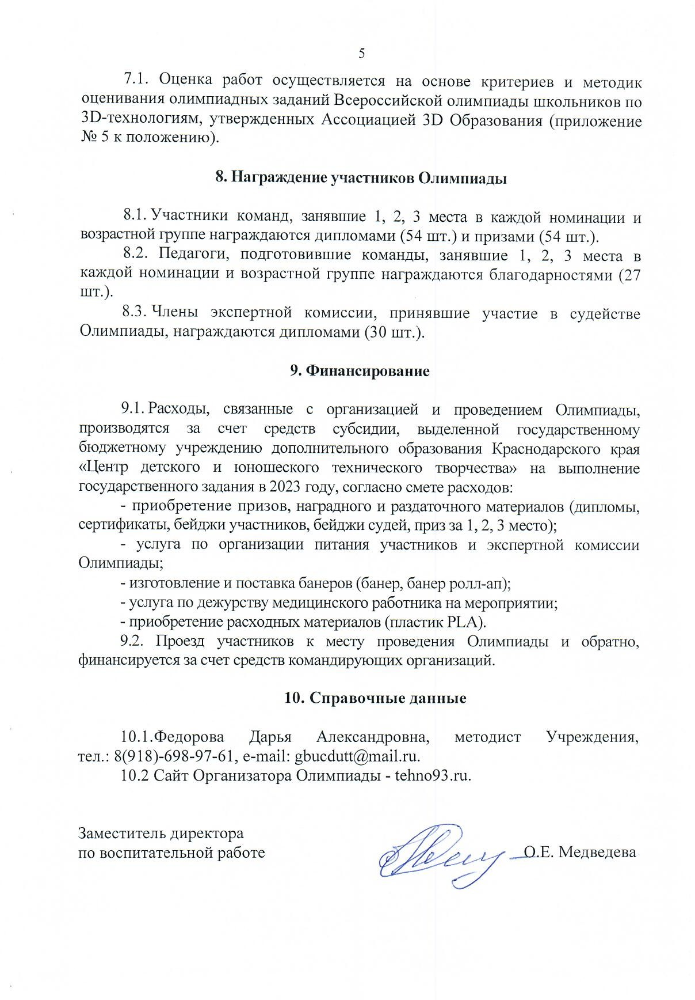 5
7.1. Оценка работ осуществляется на основе критериев и методик
оценивания олимпиадных заданий Всероссийской олимпиады школьников по
3D-технологиям, утвержденных Ассоциацией 3D Образования (приложение
№ 5 к положению).
8. Награждение участников Олимпиады
8.1. Участники команд, занявшие 1, 2, 3 места в каждой номинации и
возрастной группе награждаются дипломами (54 шт.) и призами (54 шт.).
8.2. Педагоги, подготовившие команды, занявшие 1, 2, 3 места в
каждой номинации и возрастной группе награждаются благодарностями (27
шт.).
8.3. Члены экспертной комиссии, принявшие участие в судействе
Олимпиады, награждаются дипломами (30 шт.).
9. Финансирование
9.1. Расходы, связанные с организацией и проведением Олимпиады,
производятся за счет средств субсидии, выделенной государственному
бюджетному учреждению дополнительного образования Краснодарского края
«Центр детского и юношеского технического творчества» на выполнение
государственного задания в 2023 году, согласно смете расходов:
- приобретение призов, наградного и раздаточного материалов (дипломы,
сертификаты, бейджи участников, бейджи судей, приз за 1, 2, 3 место);
- услуга по организации питания участников и экспертной комиссии
Олимпиады;
- изготовление и поставка банеров (банер, банер ролл-ап);
- услуга по дежурству медицинского работника на мероприятии;
- приобретение расходных материалов (пластик PLA).
9.2. Проезд участников к месту проведения Олимпиады и обратно,
финансируется за счет средств командирующих организаций.
10. Справочные данные
10.1.Федорова Дарья Александровна, методист Учреждения,
тел.: 8(918)-698-97-61, e-mail: gbucdutt@mail.ru.
10.2 Сайт Организатора Олимпиады - tehno93.ru.
Заместитель директора
по воспитательной работе О.Е. Медведева